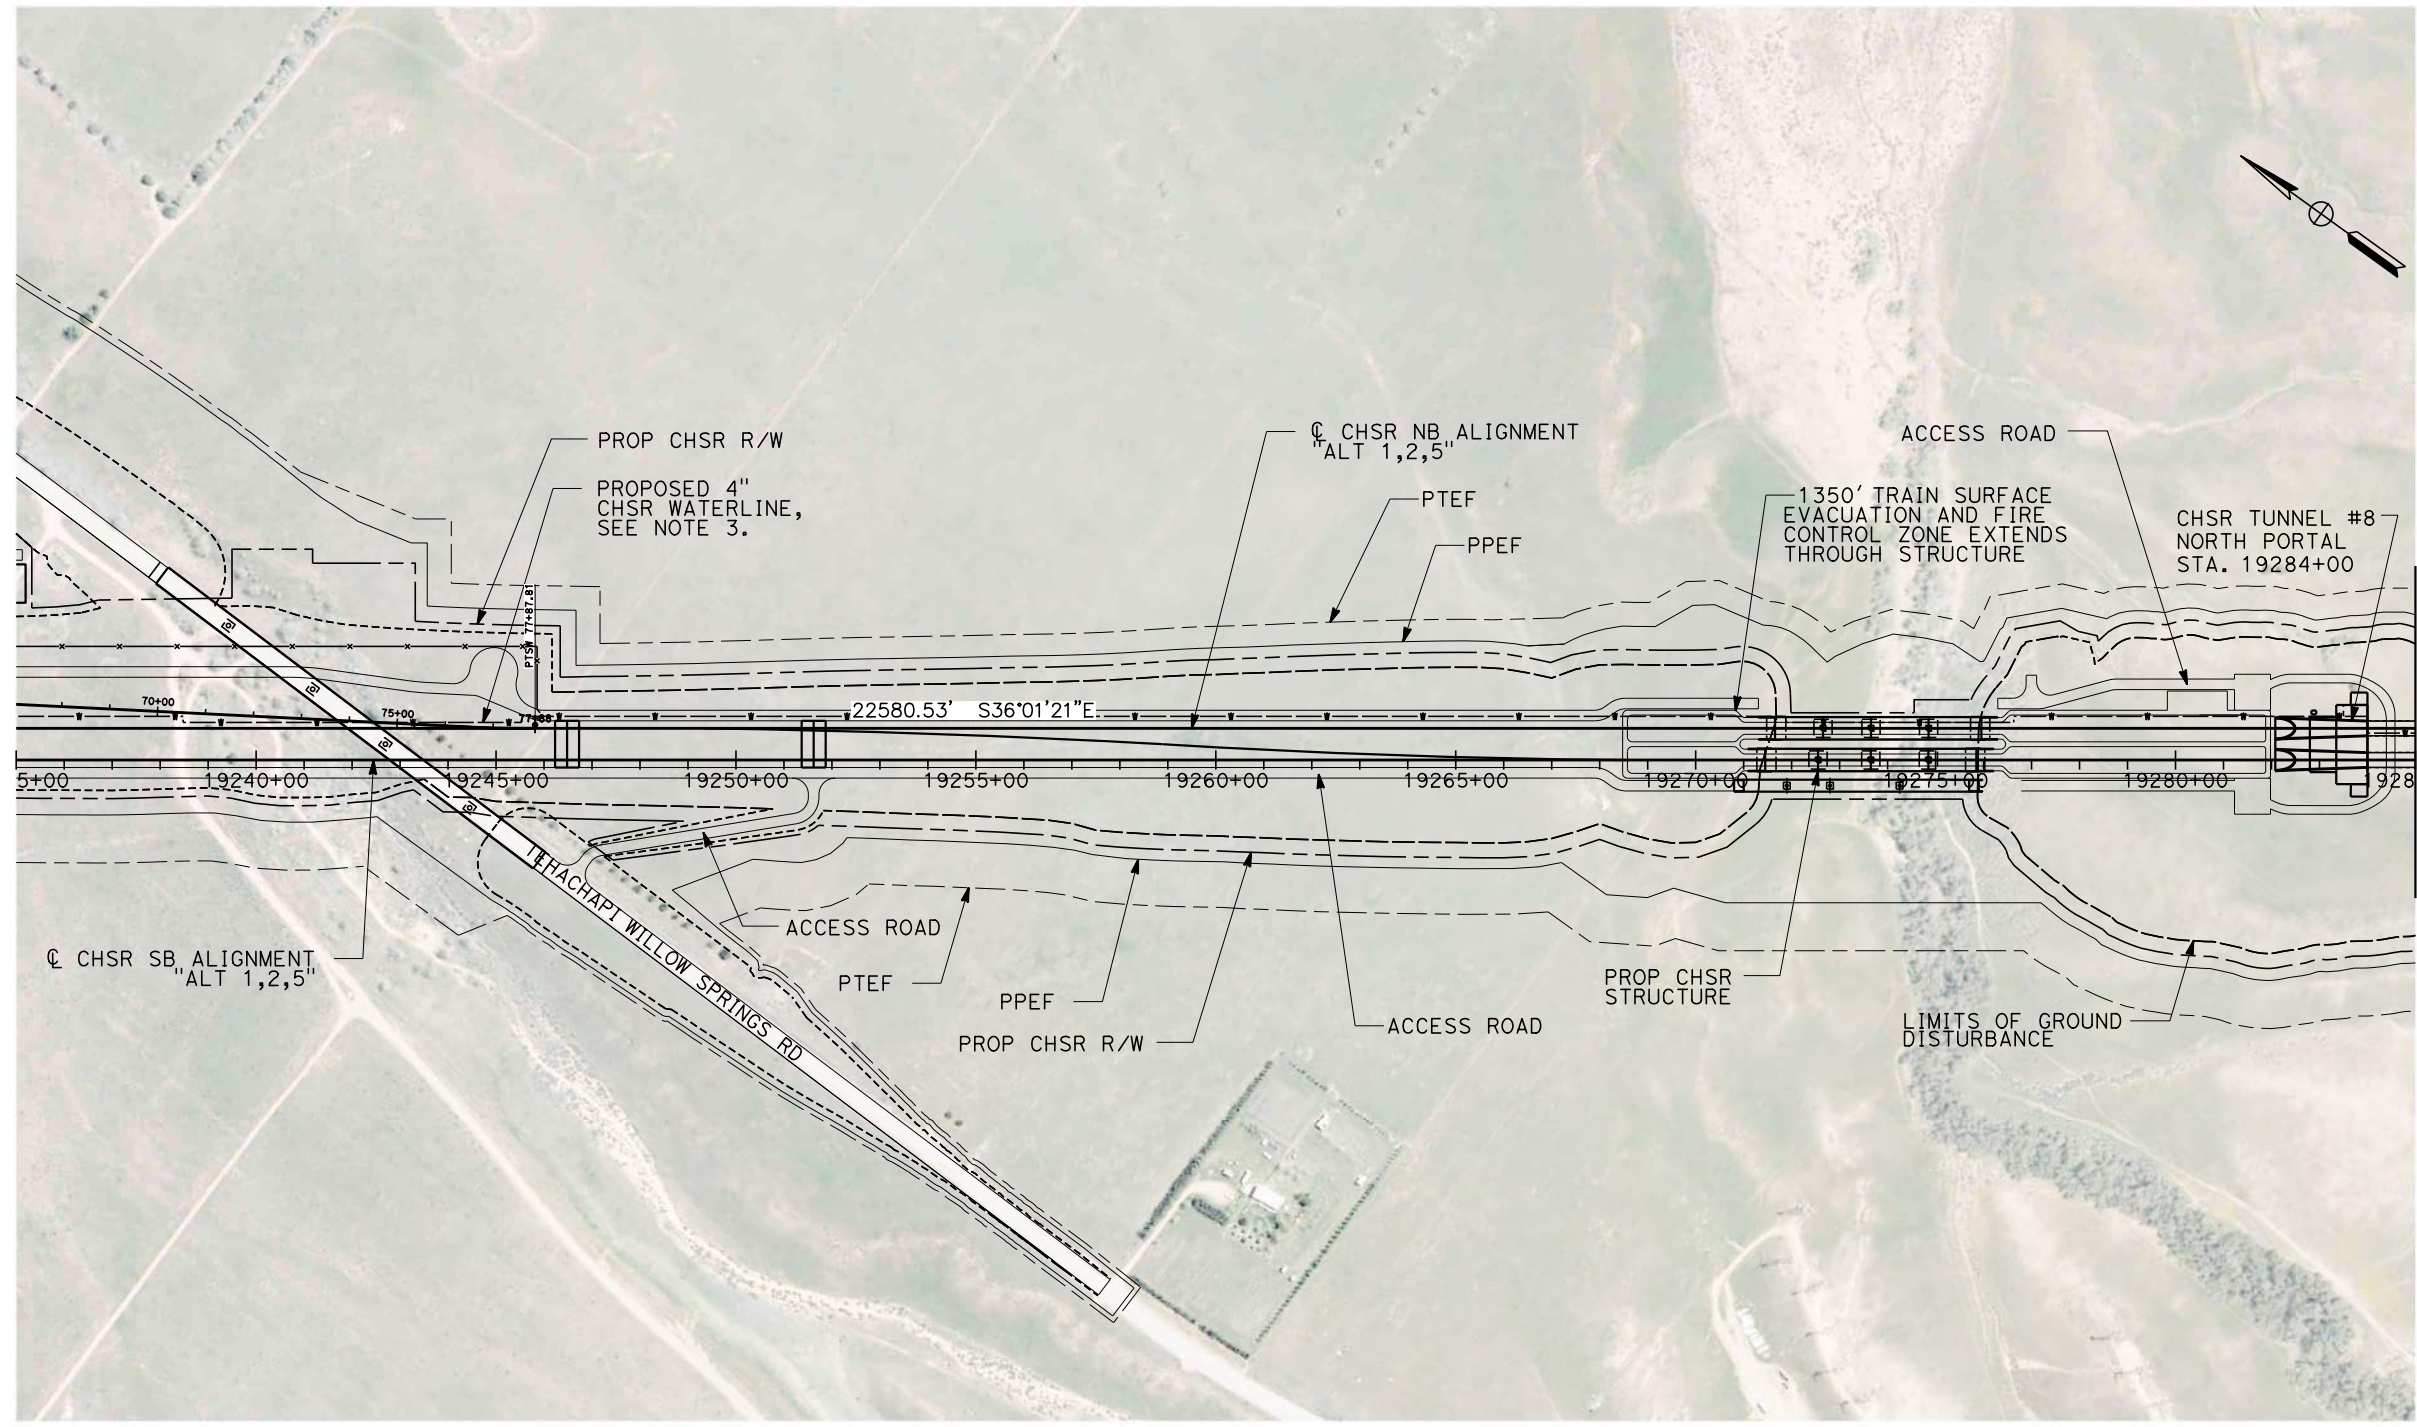 PROP CHSR R/W
PROPOSED 4"
CHSR WATERLINE,
SEE NOTE 3.
℄ CHSR NB ALIGNMENT
"ALT 1,2,5"
PTEF
PPEF
ACCESS ROAD
1350' TRAIN SURFACE
EVACUATION AND FIRE
CONTROL ZONE EXTENDS
THROUGH STRUCTURE
CHSR TUNNEL #8
NORTH PORTAL
STA. 19284+00
PTSW 77+87.81
70+00
75+00
77+88
22580.53' S36°01'21"E
5+00 19240+00 19245+00 19250+00 19255+00 19260+00 19265+00 19270+00 19275+00 19280+00 1928
TEHACHAPI WILLOW SPRINGS RD
℄ CHSR SB ALIGNMENT
"ALT 1,2,5"
ACCESS ROAD
PTEF
PPEF
PROP CHSR R/W
ACCESS ROAD
PROP CHSR
STRUCTURE
LIMITS OF GROUND
DISTURBANCE